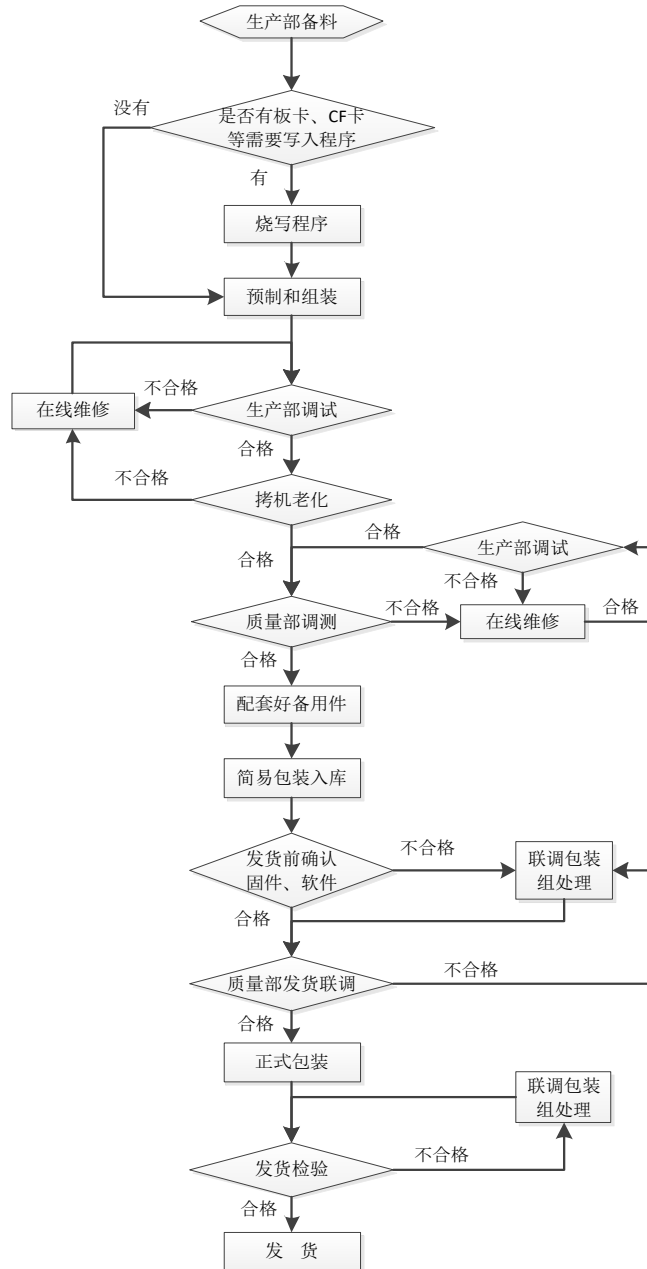 生产部备料
没有
是否有板卡、CF卡
等需要写入程序
有
烧写程序
预制和组装
不合格
在线维修
生产部调试
合格
不合格
拷机老化
合格
生产部调试
合格
不合格
质量部调测
不合格
在线维修
合格
合格
配套好备用件
简易包装入库
发货前确认
固件、软件
不合格
联调包装
组处理
合格
质量部发货联调
不合格
合格
正式包装
联调包装
组处理
发货检验
不合格
合格
发 货